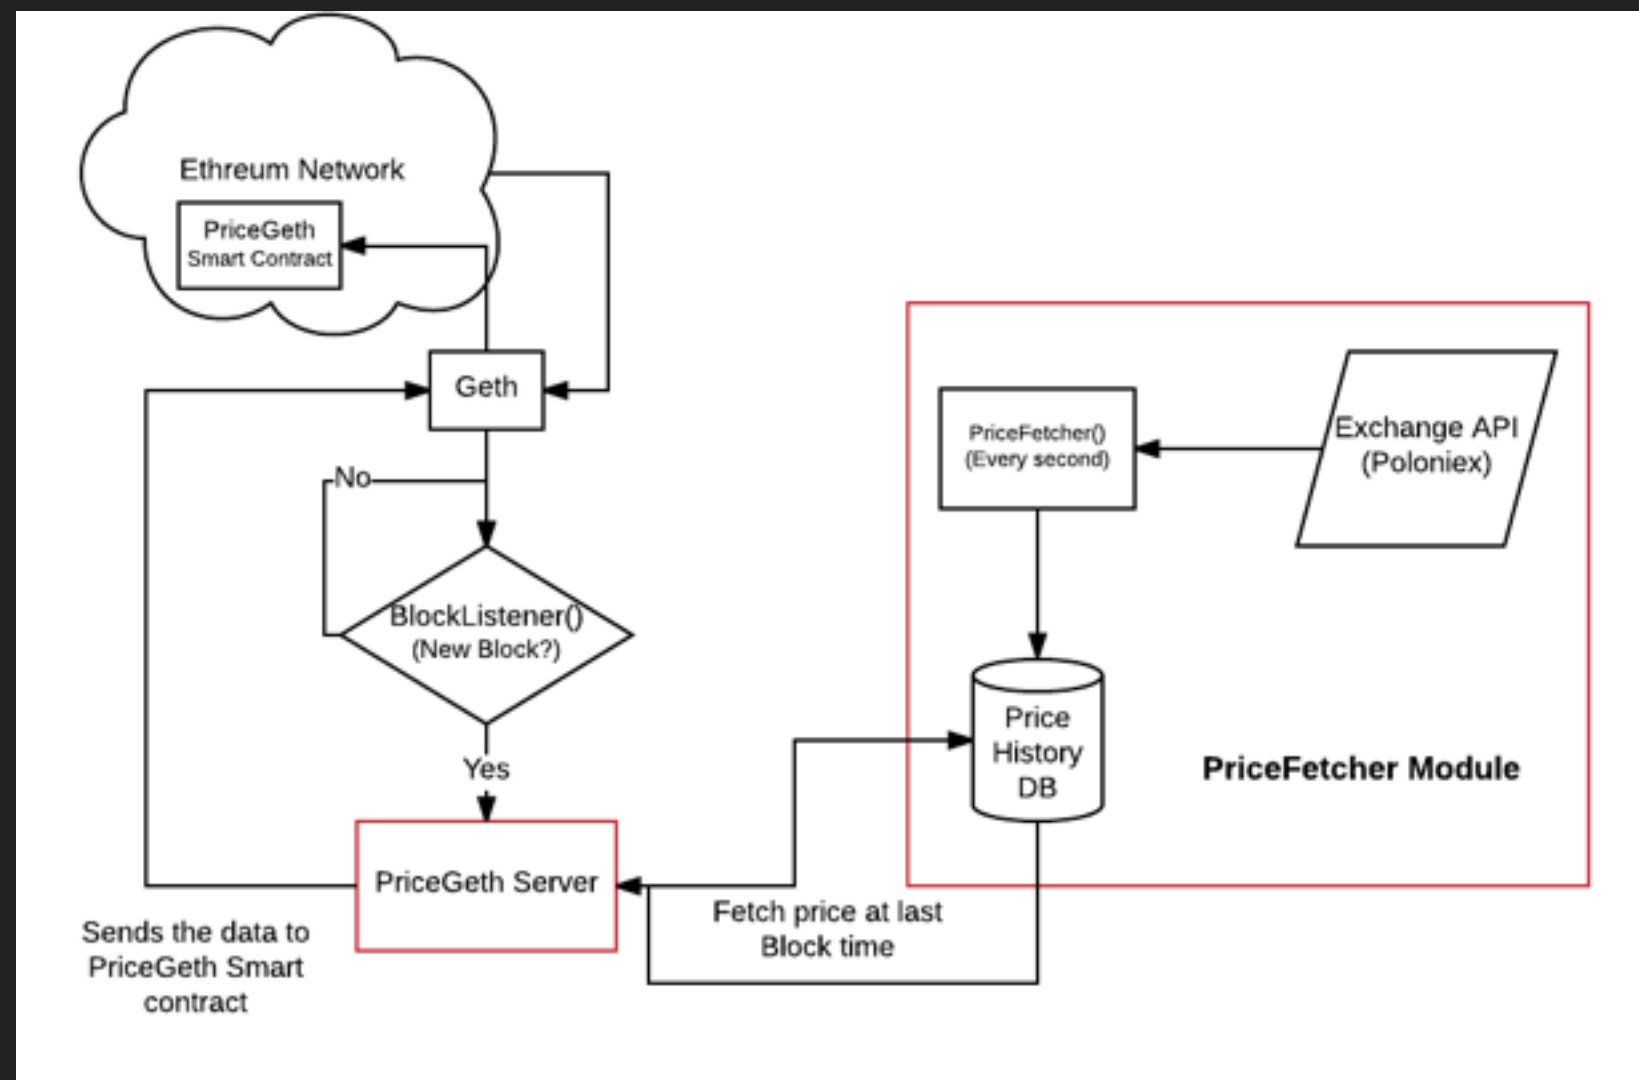 Ethreum Network
PriceGeth
Smart Contract
Geth
No
BlockListener()
(New Block?)
Yes
PriceGeth Server
Sends the data to
PriceGeth Smart
contract
Fetch price at last
Block time
PriceFetcher()
(Every second)
Exchange API
(Poloniex)
Price
History
DB
PriceFetcher Module